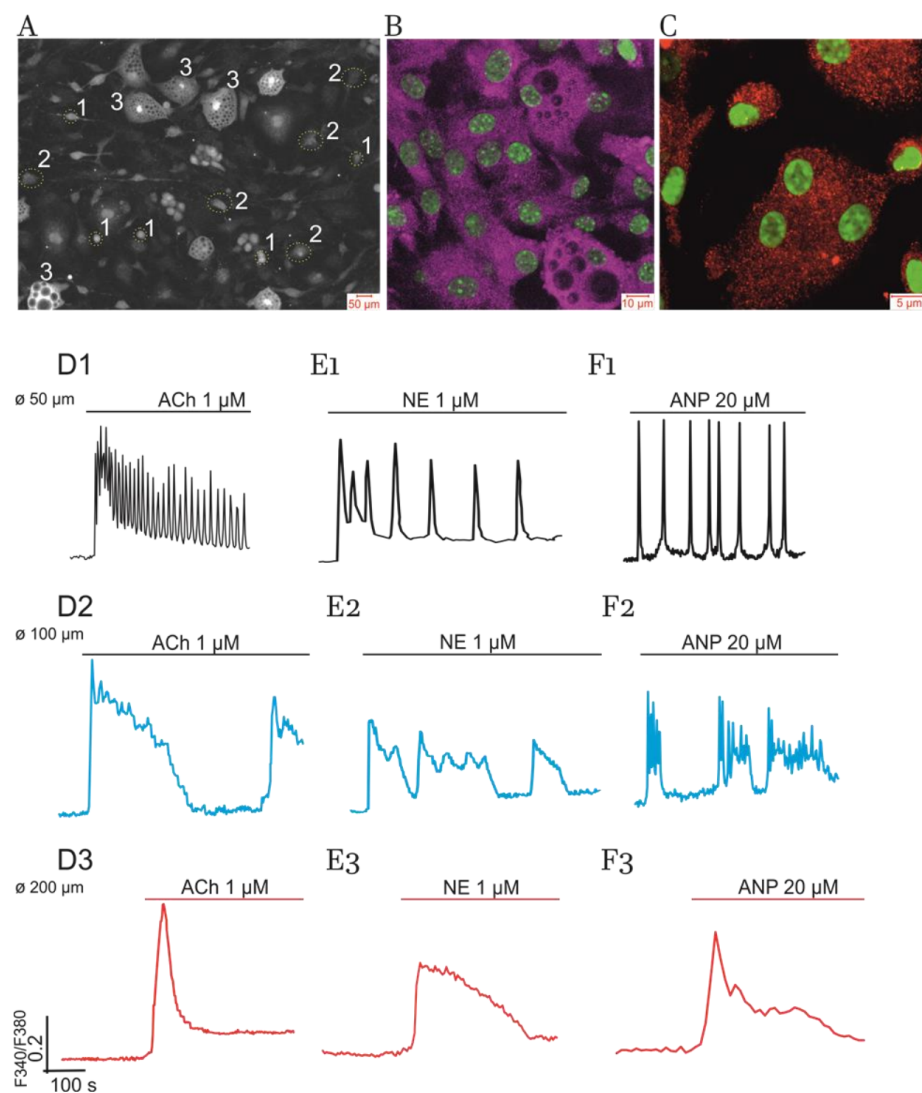 A
B
C
3
3
2
3
3
1
2
1
2
2
1
1
1
2
3
50 µm
10 µm
5 µm
D1
E1
F1
ø 50 µm
ACh 1 µM
NE 1 µM
ANP 20 µM
D2
E2
F2
ø 100 µm
ACh 1 µM
NE 1 µM
ANP 20 µM
D3
E3
F3
ø 200 µm
ACh 1 µM
NE 1 µM
ANP 20 µM
F340/F380
0.2
100 s